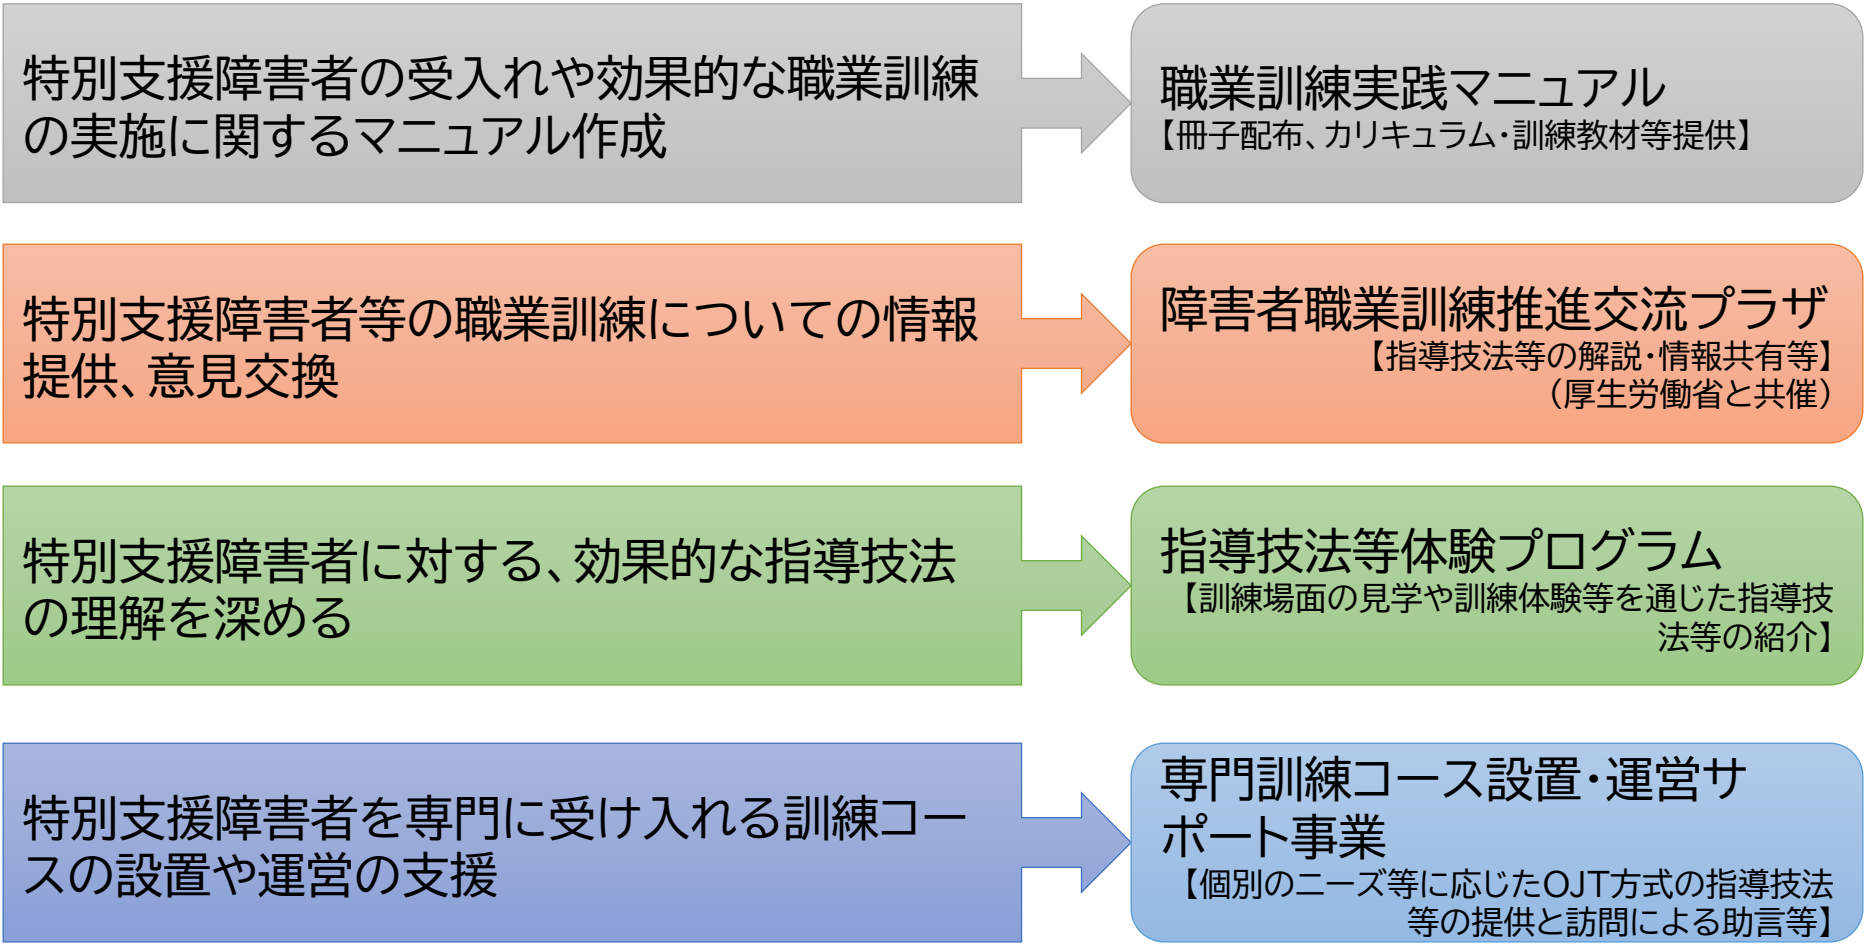 特別支援障害者の受入れや効果的な職業訓練
の実施に関するマニュアル作成
職業訓練実践マニュアル
【冊子配布、カリキュラム・訓練教材等提供】
特別支援障害者等の職業訓練についての情報
提供、意見交換
障害者職業訓練推進交流プラザ
【指導技法等の解説・情報共有等】
（厚生労働省と共催）
特別支援障害者に対する、効果的な指導技法
の理解を深める
指導技法等体験プログラム
【訓練場面の見学や訓練体験等を通じた指導技
法等の紹介】
特別支援障害者を専門に受け入れる訓練コー
スの設置や運営の支援
専門訓練コース設置・運営サ
ポート事業
【個別のニーズ等に応じたOJT方式の指導技法
等の提供と訪問による助言等】